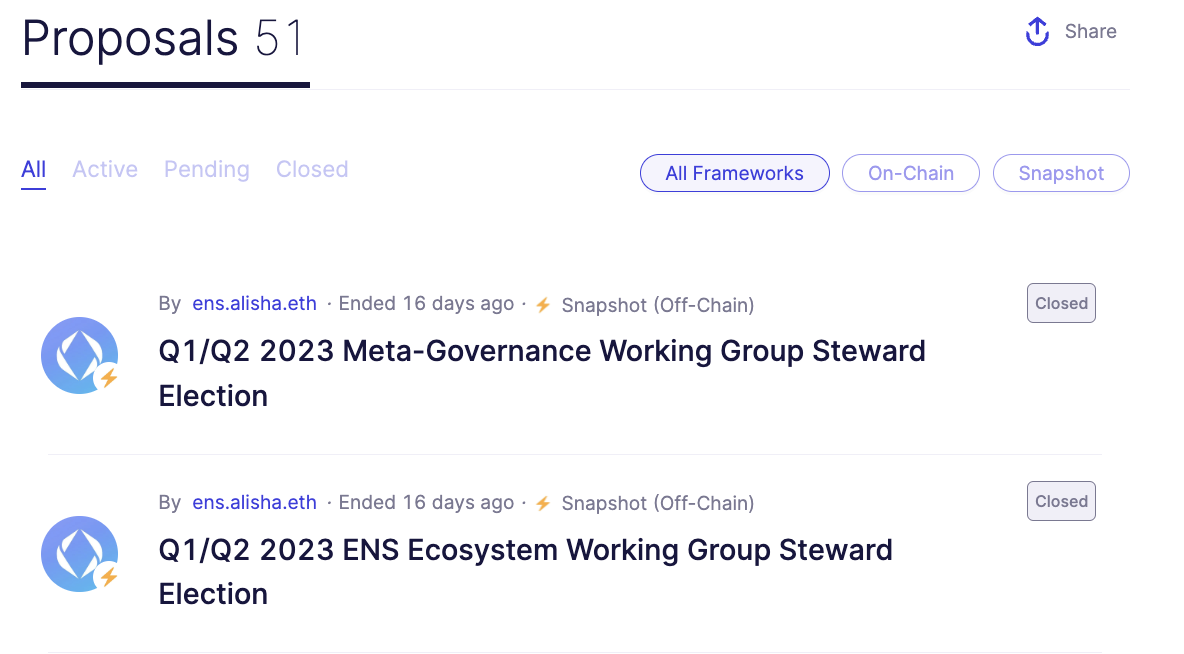 Proposals 51
Share
All Active Pending Closed
All Frameworks On-Chain Snapshot
By ens.alisha.eth · Ended 16 days ago · Snapshot (Off-Chain)
Closed
Q1/Q2 2023 Meta-Governance Working Group Steward
Election
By ens.alisha.eth · Ended 16 days ago · Snapshot (Off-Chain)
Closed
Q1/Q2 2023 ENS Ecosystem Working Group Steward
Election